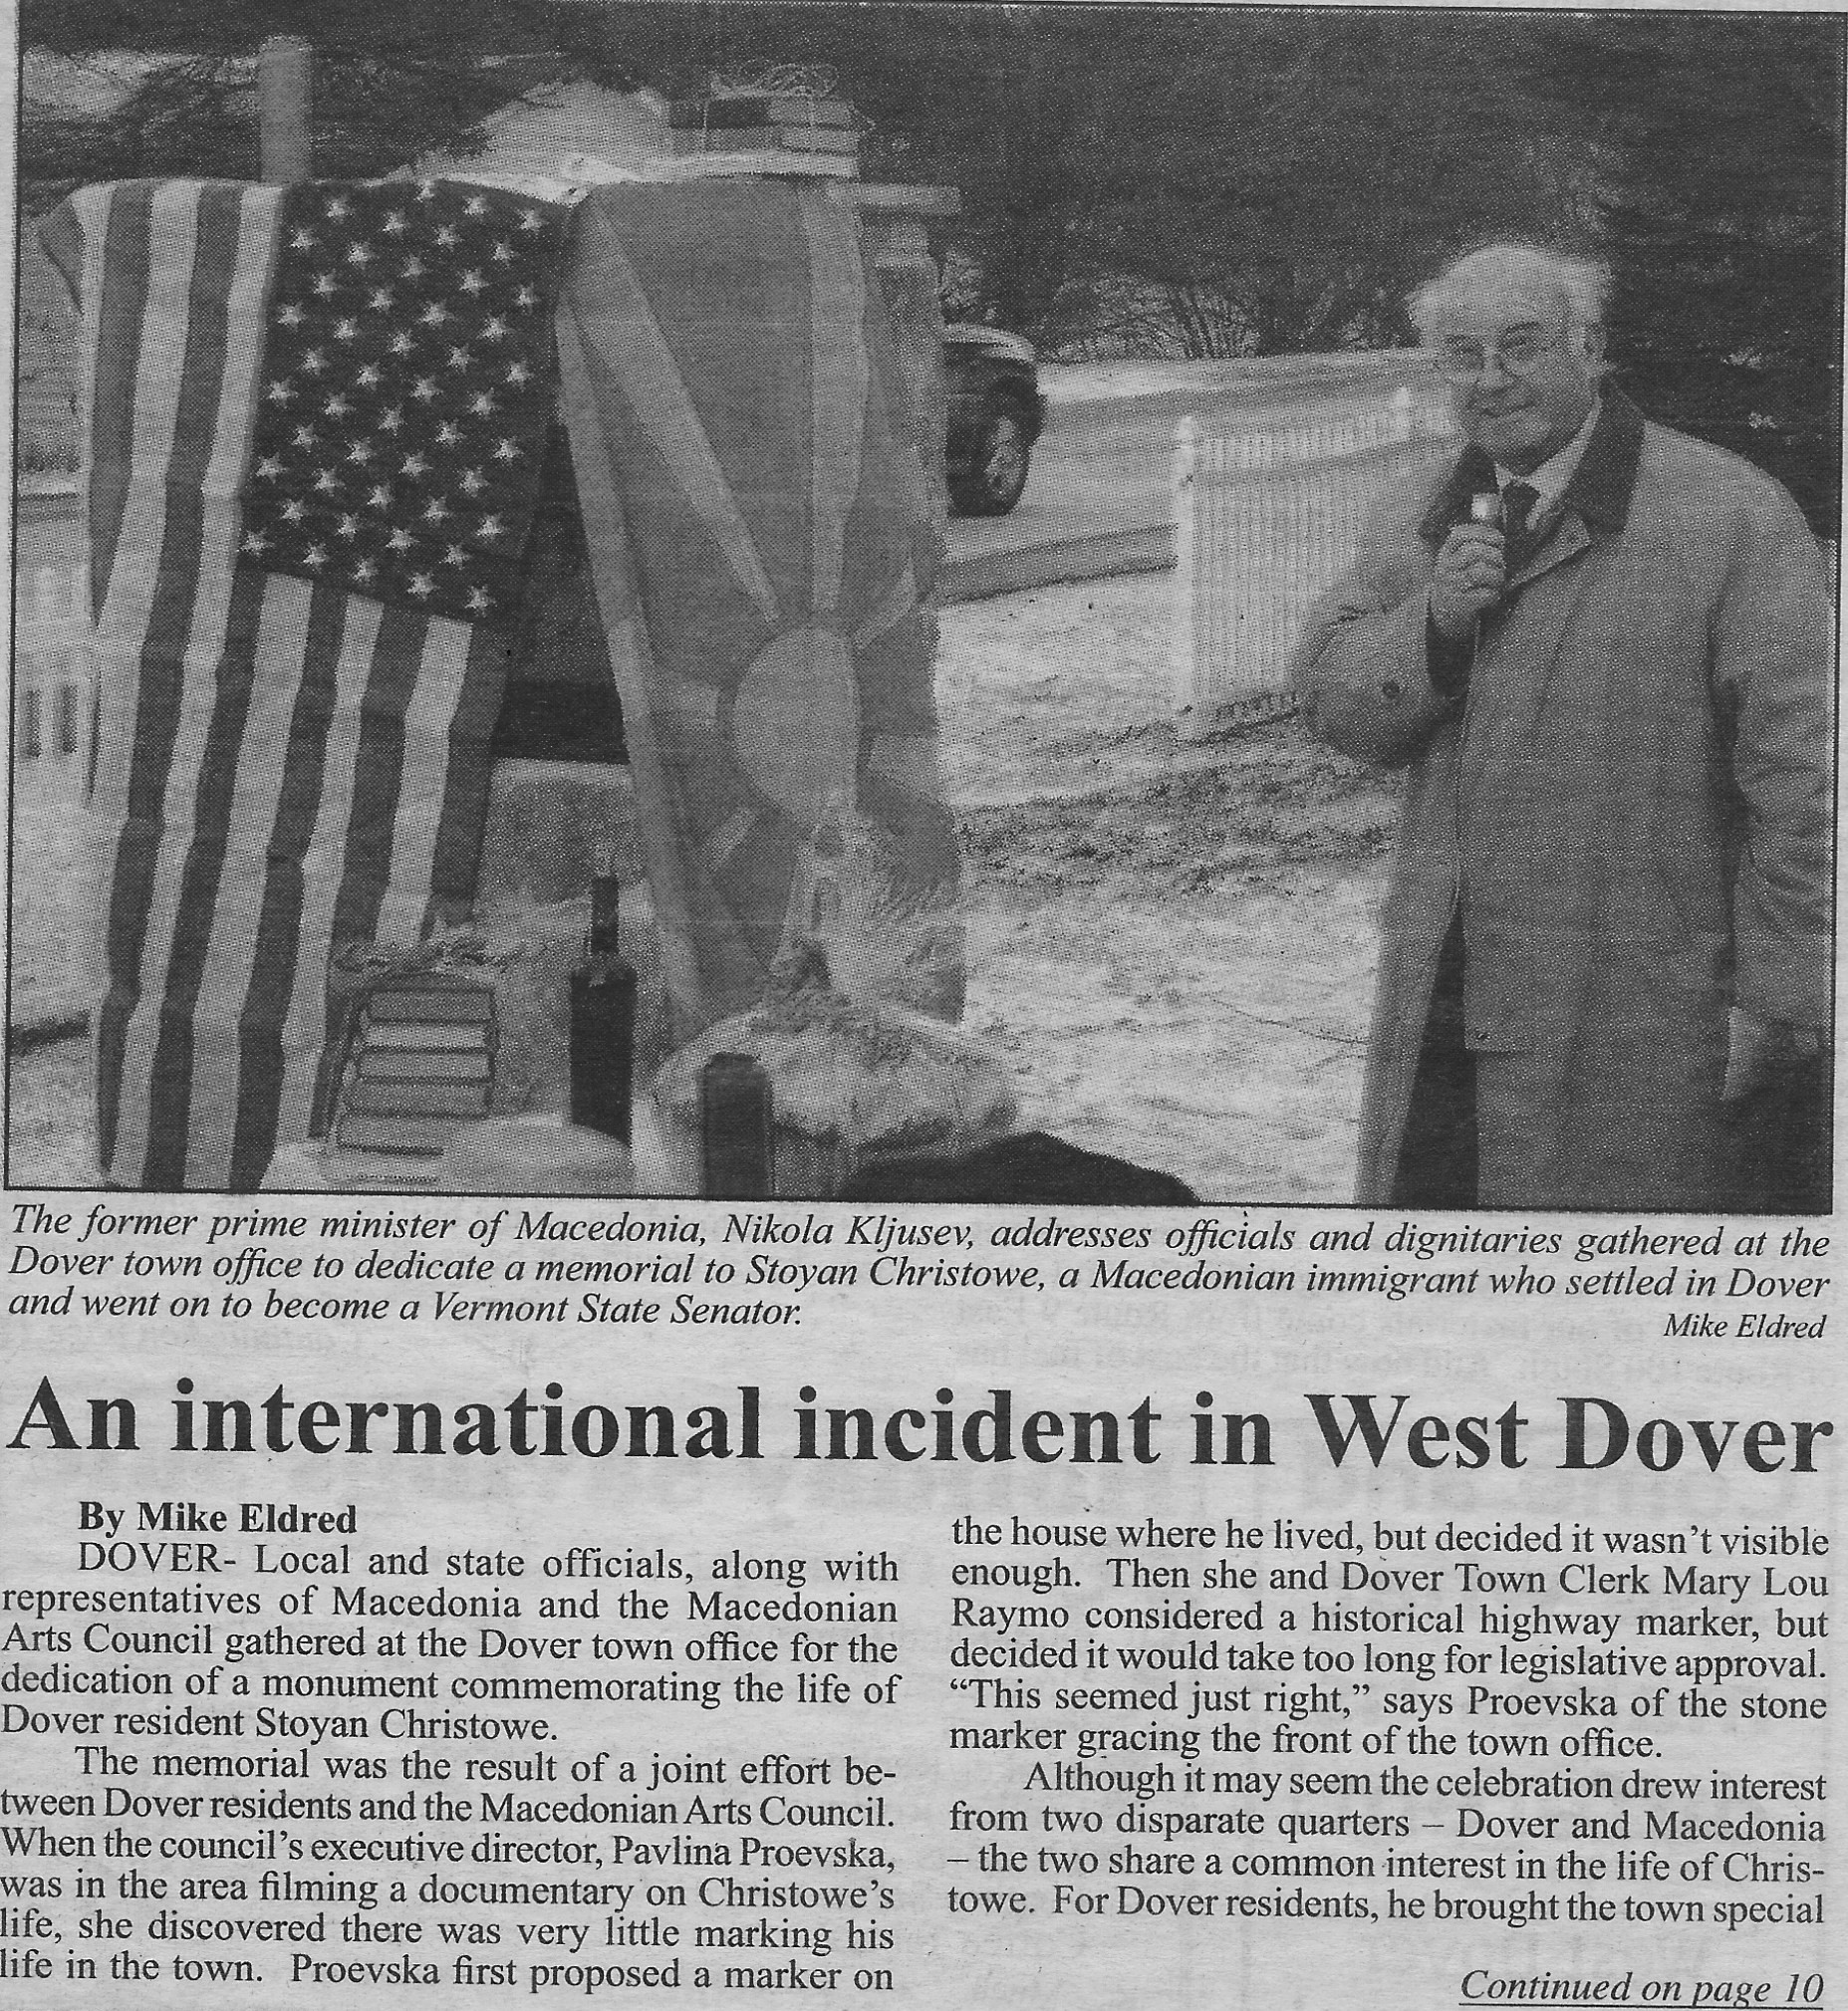 The former prime minister of Macedonia, Nikola Kljusev, addresses officials and dignitaries gathered at the
Dover town office to dedicate a memorial to Stoyan Christowe, a Macedonian immigrant who settled in Dover
and went on to become a Vermont State Senator.
Mike Eldred
An international incident in West Dover
By Mike Eldred
DOVER- Local and state officials, along with
representatives of Macedonia and the Macedonian
Arts Council gathered at the Dover town office for the
dedication of a monument commemorating the life of
Dover resident Stoyan Christowe.
The memorial was the result of a joint effort be-
tween Dover residents and the Macedonian Arts Council.
When the council's executive director, Pavlina Proevska,
was in the area filming a documentary on Christowe's
life, she discovered there was very little marking his
life in the town. Proevska first proposed a marker on
the house where he lived, but decided it wasn't visible
enough. Then she and Dover Town Clerk Mary Lou
Raymo considered a historical highway marker, but
decided it would take too long for legislative approval.
“This seemed just right,” says Proevska of the stone
marker gracing the front of the town office.
Although it may seem the celebration drew interest
from two disparate quarters – Dover and Macedonia
– the two share a common interest in the life of Chris-
towe. For Dover residents, he brought the town special
Continued on page 10